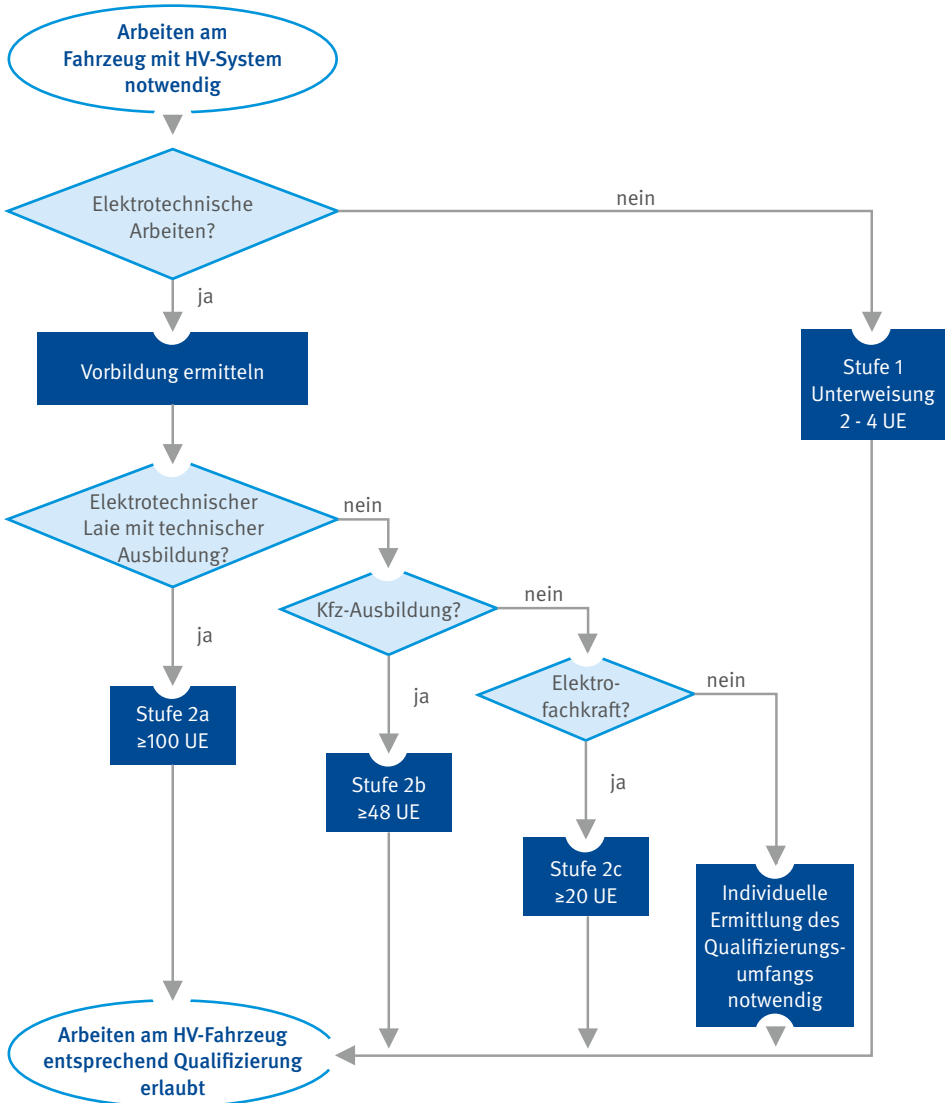 Arbeiten am
Fahrzeug mit HV-System
notwendig
Elektrotechnische
Arbeiten?
nein
ja
Vorbildung ermitteln
Stufe 1
Unterweisung
2 - 4 UE
Elektrotechnischer
Laie mit technischer
Ausbildung?
nein
Kfz-Ausbildung?
nein
ja
Elektro-
fachkraft?
nein
ja
Stufe 2a
≥100 UE
Stufe 2b
≥48 UE
ja
Stufe 2c
≥20 UE
Individuelle
Ermittlung des
Qualifizierungs-
umfangs
notwendig
Arbeiten am HV-Fahrzeug
entsprechend Qualifizierung
erlaubt